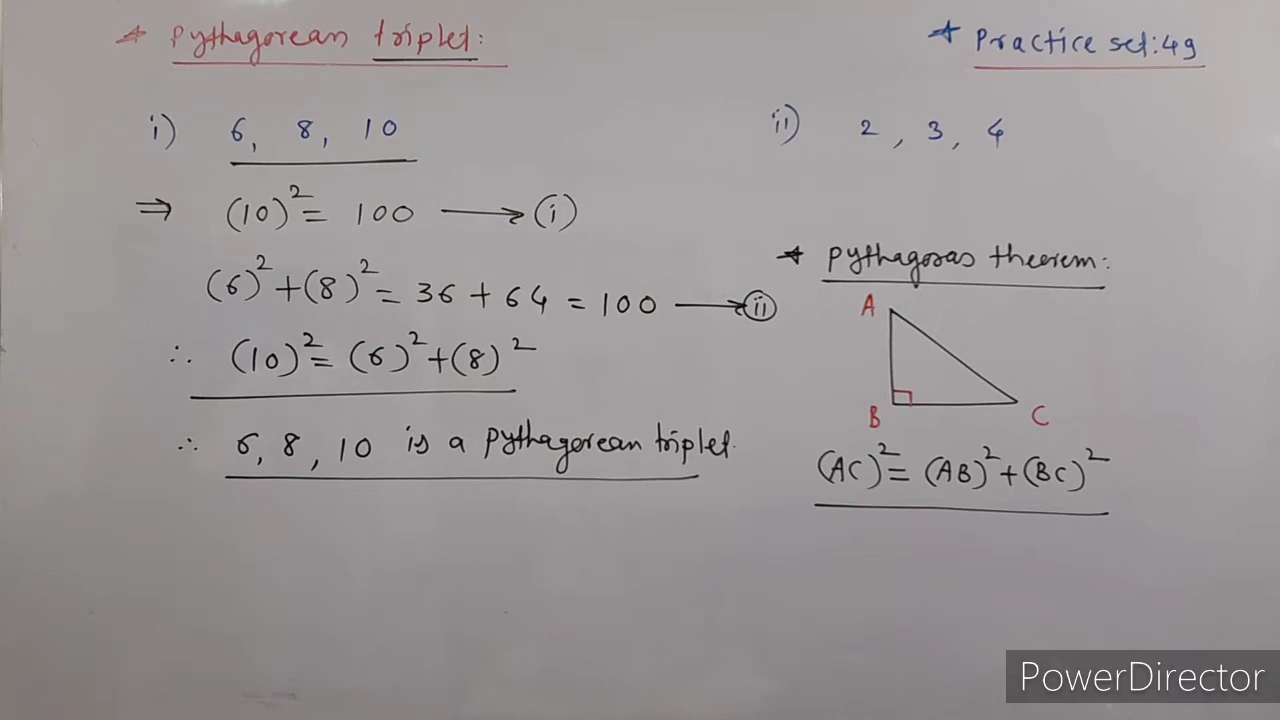 * Pythagorean triplet:
* Practice set:49
i) 6, 8, 10
⇒ (10)² = 100 ⟶ (i)
(6)² + (8)² = 36 + 64 = 100 ⟶ (ii)
∴ (10)² = (6)² + (8)²
∴ 6, 8, 10 is a pythagorean triplet.
ii) 2, 3, 4
* Pythagoras theorem:
A
B
C
(AC)² = (AB)² + (BC)²
PowerDirector